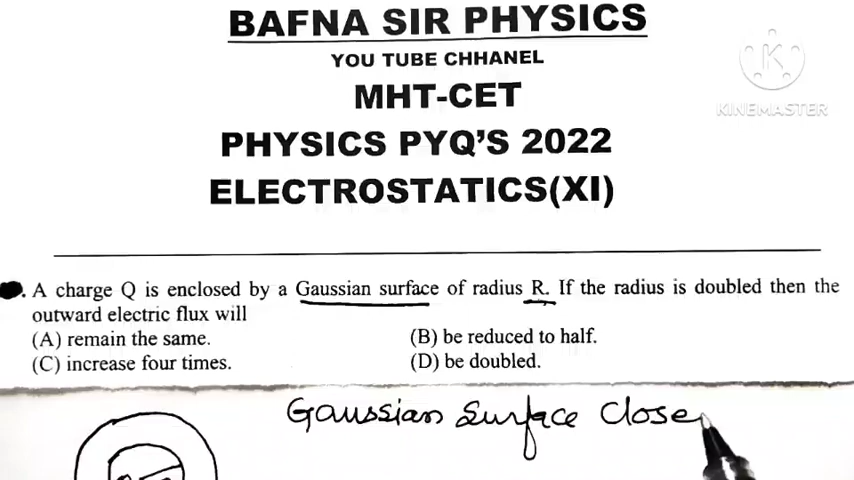 BAFNA SIR PHYSICS
YOU TUBE CHHANEL
MHT-CET
PHYSICS PYQ'S 2022
ELECTROSTATICS(XI)
K
KINEMASTER
. A charge Q is enclosed by a Gaussian surface of radius R. If the radius is doubled then the
outward electric flux will
(A) remain the same. (B) be reduced to half.
(C) increase four times. (D) be doubled.
Gaussian Surface Close